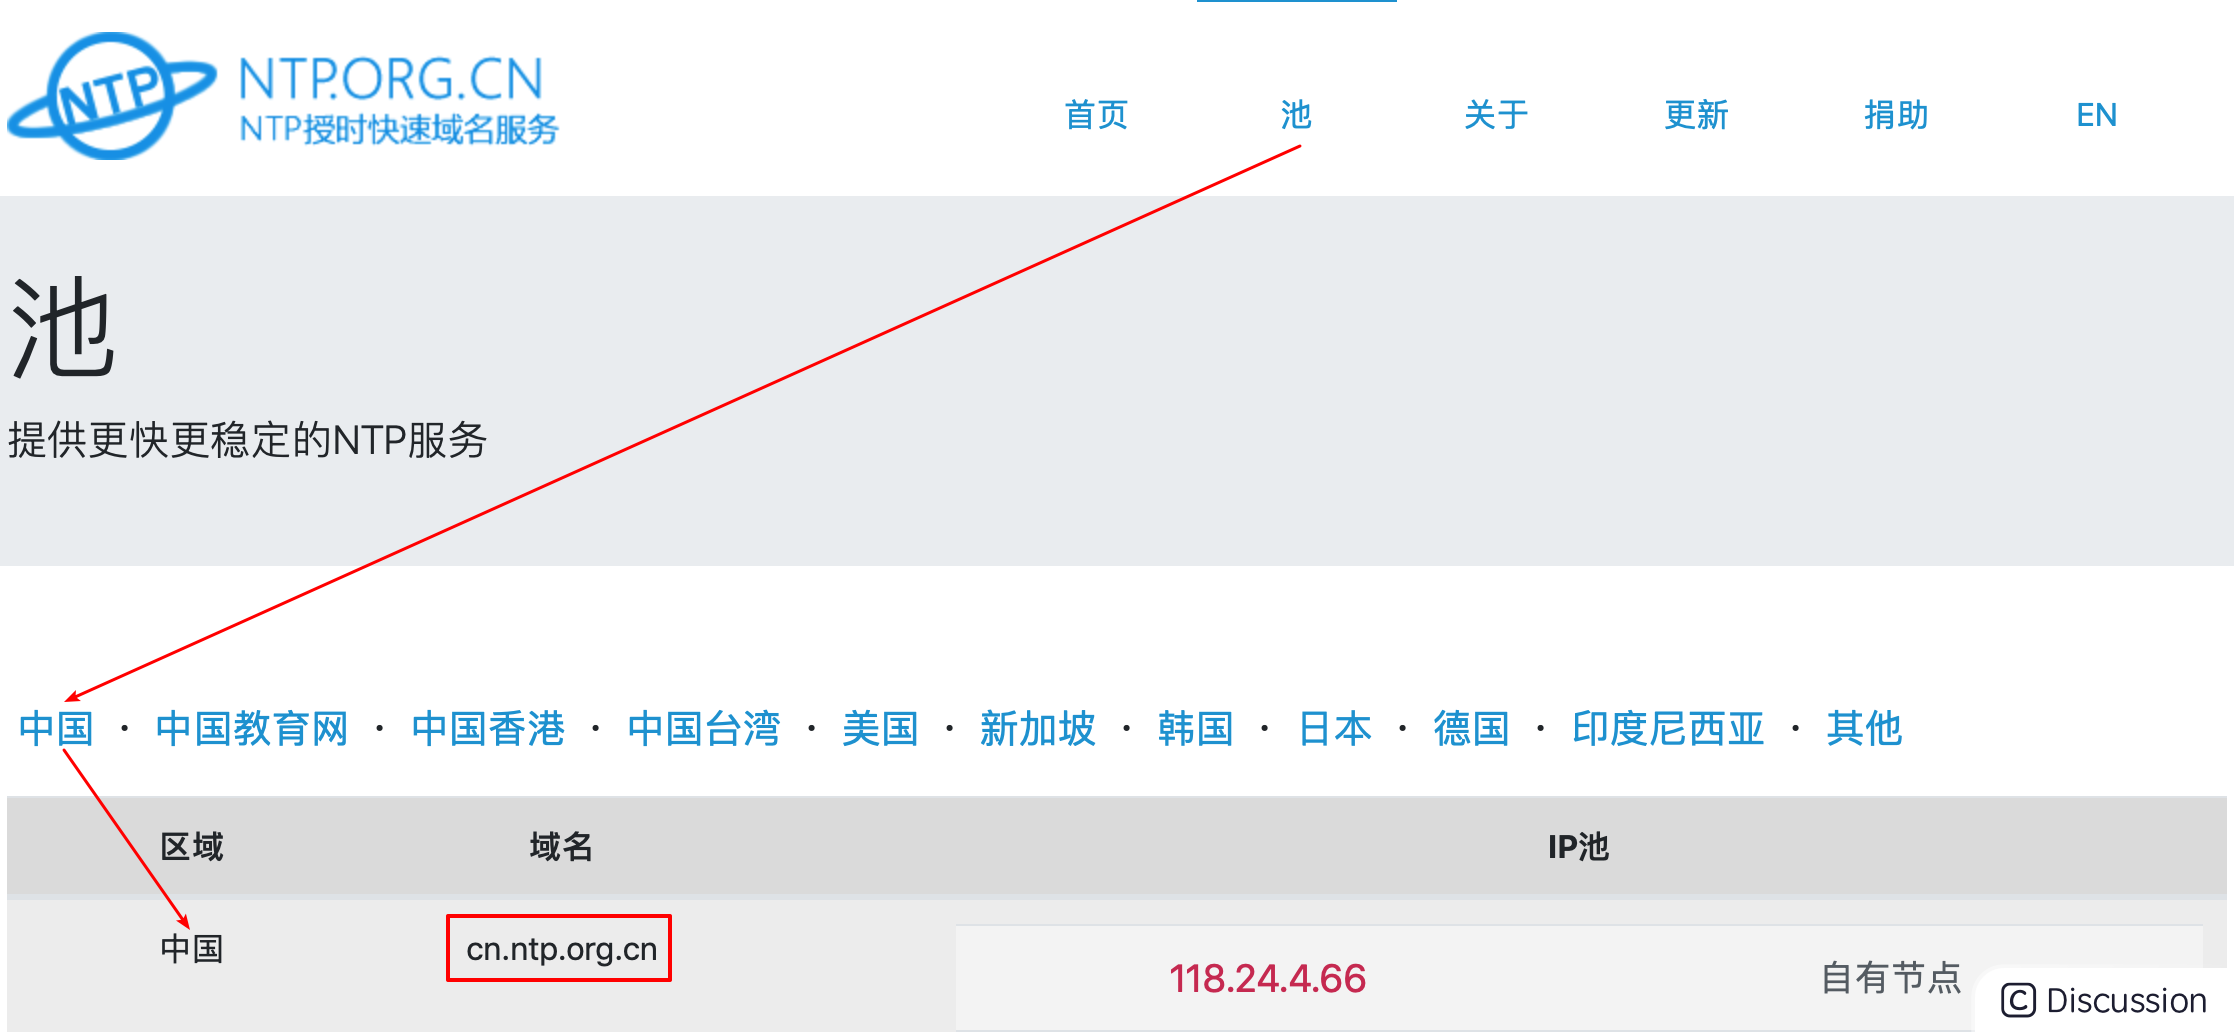 NTP
NTP.ORG.CN
NTP授时快速域名服务
首页 池 关于 更新 捐助 EN
池
提供更快更稳定的NTP服务
中国 · 中国教育网 · 中国香港 · 中国台湾 · 美国 · 新加坡 · 韩国 · 日本 · 德国 · 印度尼西亚 · 其他
区域 域名 IP池
中国 cn.ntp.org.cn 118.24.4.66 自有节点
C Discussion